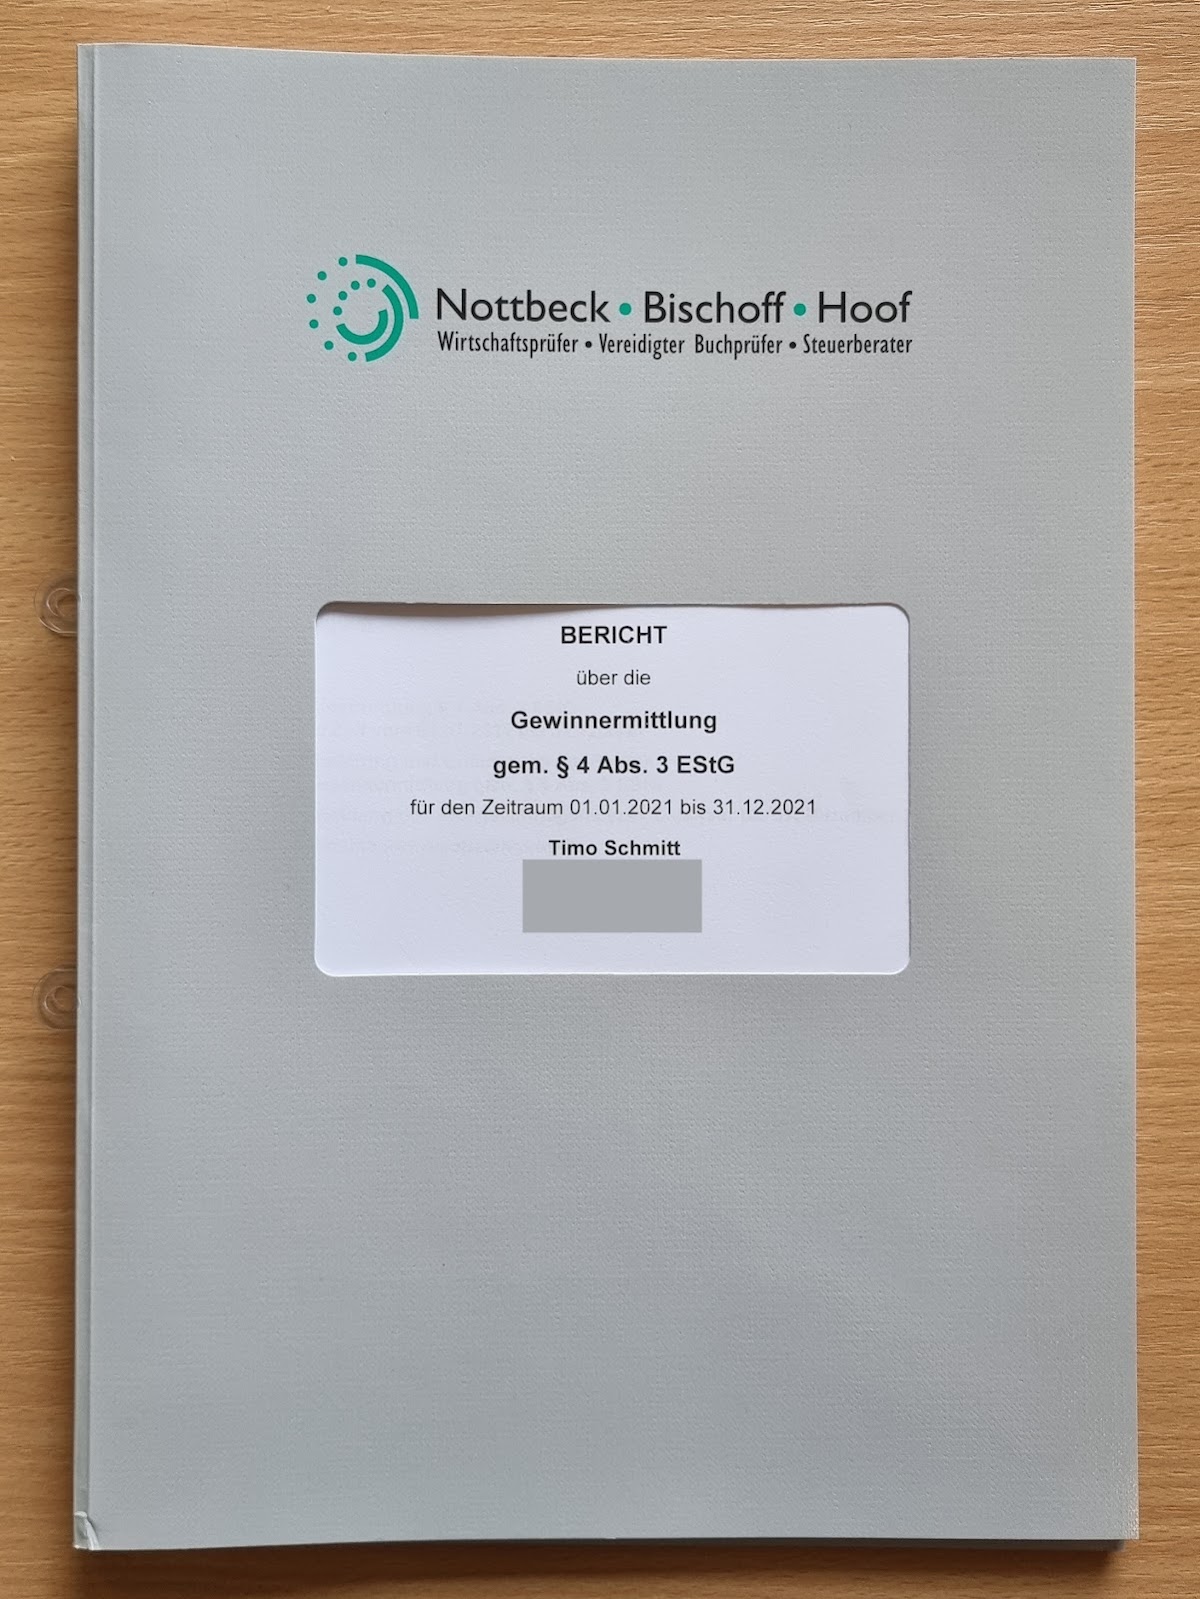 Nottbeck • Bischoff • Hoof
Wirtschaftsprüfer • Vereidigter Buchprüfer • Steuerberater
BERICHT
über die
Gewinnermittlung
gem. § 4 Abs. 3 EStG
für den Zeitraum 01.01.2021 bis 31.12.2021
Timo Schmitt